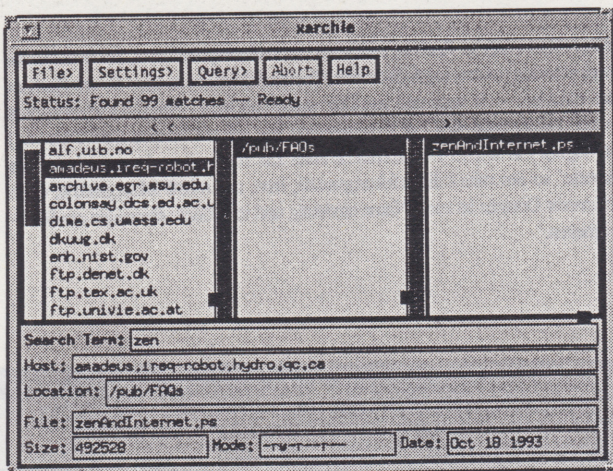 xarchie
File> Settings> Query> Abort Help
Status: Found 99 matches — Ready
< < >
alf.uib.no
amadeus.ireq-robot.h
archive.egr.msu.edu
colonsay.dcs.ed.ac.u
dime.cs.umass.edu
dkuug.dk
enh.nist.gov
ftp.denet.dk
ftp.tex.ac.uk
ftp.univie.ac.at
/pub/FAQs
zenAndInternet.ps
Search Term: zen
Host: amadeus.ireq-robot.hydro.qc.ca
Location: /pub/FAQs
File: zenAndInternet.ps
Size: 492528 Mode: -rw-r--r-- Date: Oct 18 1993